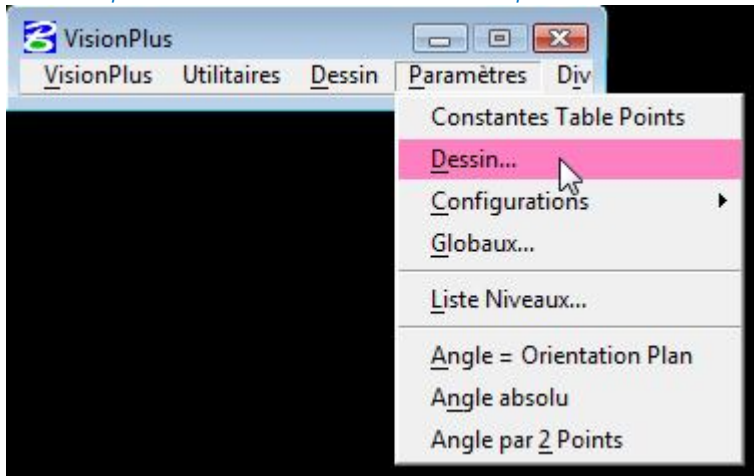 VisionPlus
VisionPlus Utilitaires Dessin Paramètres Div
Constantes Table Points
Dessin...
Configurations
Globaux...
Liste Niveaux...
Angle = Orientation Plan
Angle absolu
Angle par 2 Points